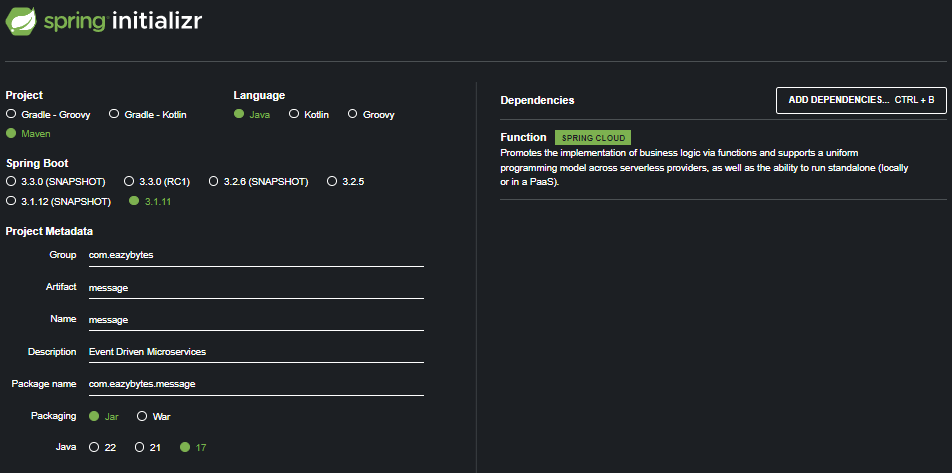 spring initializr
Project
Gradle - Groovy Gradle - Kotlin
Maven
Language
Java Kotlin Groovy
Spring Boot
3.3.0 (SNAPSHOT) 3.3.0 (RC1) 3.2.6 (SNAPSHOT) 3.2.5
3.1.12 (SNAPSHOT) 3.1.11
Project Metadata
Group com.eazybytes
Artifact message
Name message
Description Event Driven Microservices
Package name com.eazybytes.message
Packaging Jar War
Java 22 21 17
Dependencies
ADD DEPENDENCIES... CTRL + B
Function SPRING CLOUD
Promotes the implementation of business logic via functions and supports a uniform
programming model across serverless providers, as well as the ability to run standalone (locally
or in a PaaS).